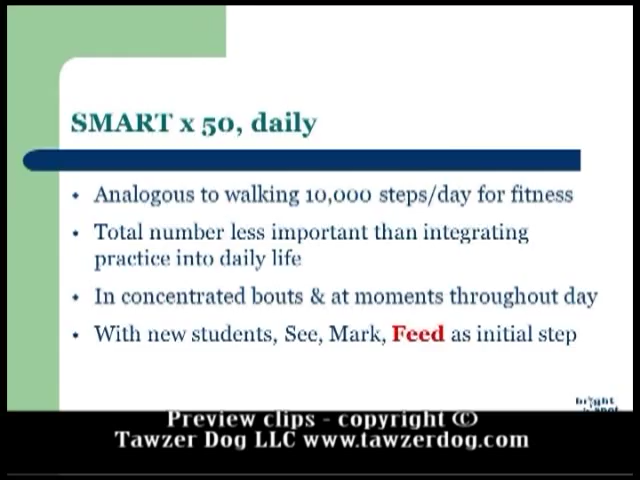 SMART x 50, daily
• Analogous to walking 10,000 steps/day for fitness
• Total number less important than integrating
practice into daily life
• In concentrated bouts & at moments throughout day
• With new students, See, Mark, Feed as initial step
bright
spot
Preview clips - copyright ©
Tawzer Dog LLC www.tawzerdog.com